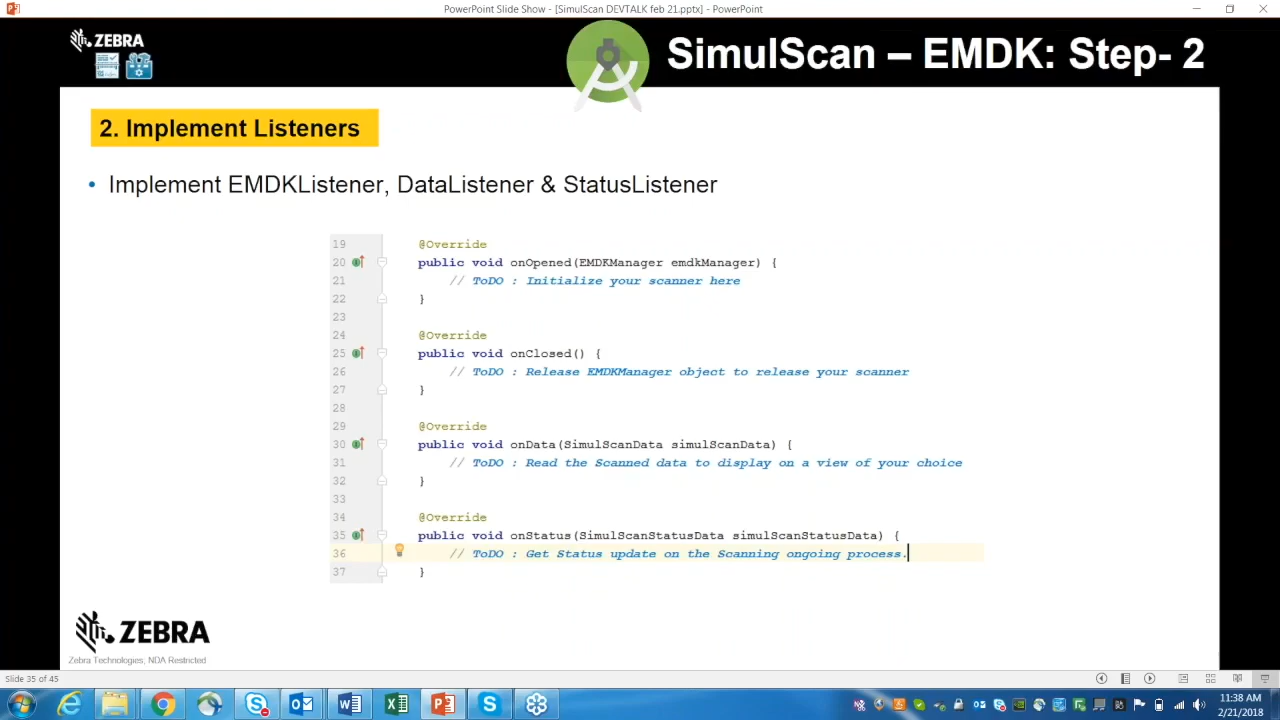 PowerPoint Slide Show - [SimulScan DEVTALK feb 21.pptx] - PowerPoint
ZEBRA
SimulScan – EMDK: Step- 2
2. Implement Listeners
• Implement EMDKListener, DataListener & StatusListener
19 @Override
20 public void onOpened(EMDKManager emdkManager) {
21 // ToDO : Initialize your scanner here
22 }
23
24 @Override
25 public void onClosed() {
26 // ToDO : Release EMDKManager object to release your scanner
27 }
28
29 @Override
30 public void onData(SimulScanData simulScanData) {
31 // ToDO : Read the Scanned data to display on a view of your choice
32 }
33
34 @Override
35 public void onStatus(SimulScanStatusData simulScanStatusData) {
36 // ToDO : Get Status update on the Scanning ongoing process.
37 }
ZEBRA
Zebra Technologies, NDA Restricted
Slide 35 of 45
11:38 AM
2/21/2018